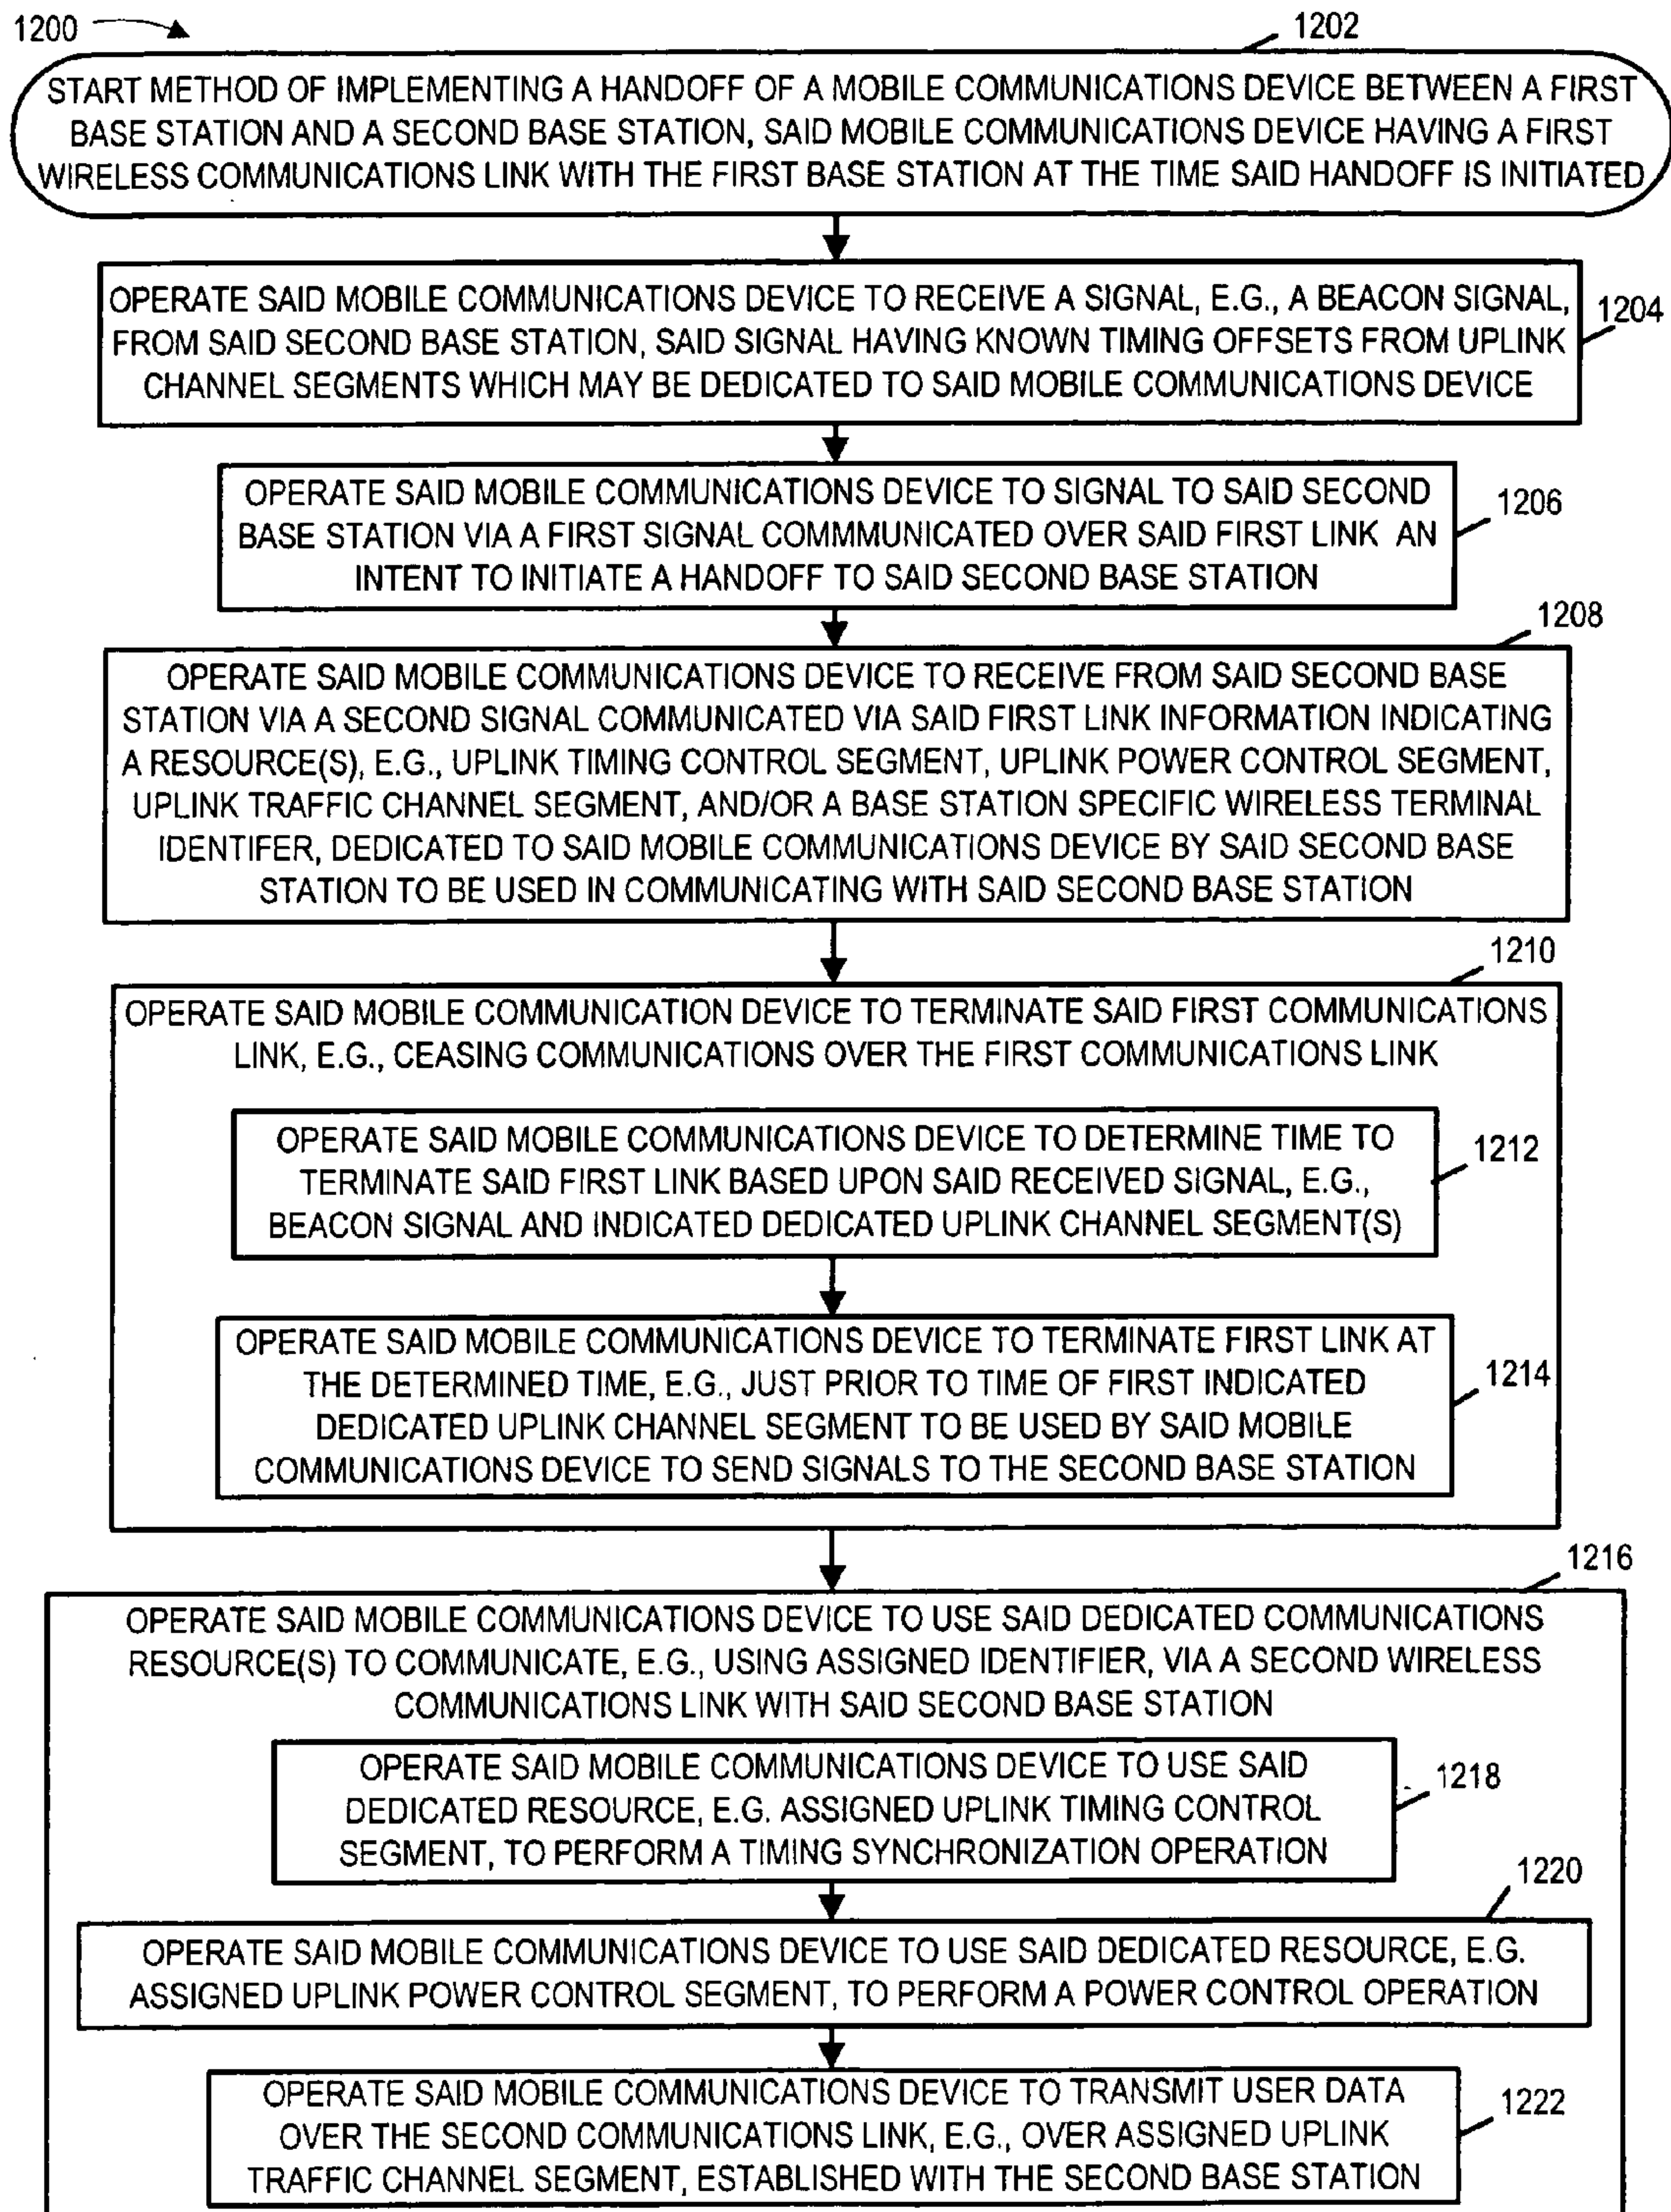 1200
1202
START METHOD OF IMPLEMENTING A HANDOFF OF A MOBILE COMMUNICATIONS DEVICE BETWEEN A FIRST
BASE STATION AND A SECOND BASE STATION, SAID MOBILE COMMUNICATIONS DEVICE HAVING A FIRST
WIRELESS COMMUNICATIONS LINK WITH THE FIRST BASE STATION AT THE TIME SAID HANDOFF IS INITIATED
OPERATE SAID MOBILE COMMUNICATIONS DEVICE TO RECEIVE A SIGNAL, E.G., A BEACON SIGNAL,
FROM SAID SECOND BASE STATION, SAID SIGNAL HAVING KNOWN TIMING OFFSETS FROM UPLINK
CHANNEL SEGMENTS WHICH MAY BE DEDICATED TO SAID MOBILE COMMUNICATIONS DEVICE
1204
OPERATE SAID MOBILE COMMUNICATIONS DEVICE TO SIGNAL TO SAID SECOND
BASE STATION VIA A FIRST SIGNAL COMMMUNICATED OVER SAID FIRST LINK AN
INTENT TO INITIATE A HANDOFF TO SAID SECOND BASE STATION
1206
1208
OPERATE SAID MOBILE COMMUNICATIONS DEVICE TO RECEIVE FROM SAID SECOND BASE
STATION VIA A SECOND SIGNAL COMMUNICATED VIA SAID FIRST LINK INFORMATION INDICATING
A RESOURCE(S), E.G., UPLINK TIMING CONTROL SEGMENT, UPLINK POWER CONTROL SEGMENT,
UPLINK TRAFFIC CHANNEL SEGMENT, AND/OR A BASE STATION SPECIFIC WIRELESS TERMINAL
IDENTIFER, DEDICATED TO SAID MOBILE COMMUNICATIONS DEVICE BY SAID SECOND BASE
STATION TO BE USED IN COMMUNICATING WITH SAID SECOND BASE STATION
1210
OPERATE SAID MOBILE COMMUNICATION DEVICE TO TERMINATE SAID FIRST COMMUNICATIONS
LINK, E.G., CEASING COMMUNICATIONS OVER THE FIRST COMMUNICATIONS LINK
OPERATE SAID MOBILE COMMUNICATIONS DEVICE TO DETERMINE TIME TO
TERMINATE SAID FIRST LINK BASED UPON SAID RECEIVED SIGNAL, E.G.,
BEACON SIGNAL AND INDICATED DEDICATED UPLINK CHANNEL SEGMENT(S)
1212
OPERATE SAID MOBILE COMMUNICATIONS DEVICE TO TERMINATE FIRST LINK AT
THE DETERMINED TIME, E.G., JUST PRIOR TO TIME OF FIRST INDICATED
DEDICATED UPLINK CHANNEL SEGMENT TO BE USED BY SAID MOBILE
COMMUNICATIONS DEVICE TO SEND SIGNALS TO THE SECOND BASE STATION
1214
1216
OPERATE SAID MOBILE COMMUNICATIONS DEVICE TO USE SAID DEDICATED COMMUNICATIONS
RESOURCE(S) TO COMMUNICATE, E.G., USING ASSIGNED IDENTIFIER, VIA A SECOND WIRELESS
COMMUNICATIONS LINK WITH SAID SECOND BASE STATION
OPERATE SAID MOBILE COMMUNICATIONS DEVICE TO USE SAID
DEDICATED RESOURCE, E.G. ASSIGNED UPLINK TIMING CONTROL
SEGMENT, TO PERFORM A TIMING SYNCHRONIZATION OPERATION
1218
1220
OPERATE SAID MOBILE COMMUNICATIONS DEVICE TO USE SAID DEDICATED RESOURCE, E.G.
ASSIGNED UPLINK POWER CONTROL SEGMENT, TO PERFORM A POWER CONTROL OPERATION
OPERATE SAID MOBILE COMMUNICATIONS DEVICE TO TRANSMIT USER DATA
OVER THE SECOND COMMUNICATIONS LINK, E.G., OVER ASSIGNED UPLINK
TRAFFIC CHANNEL SEGMENT, ESTABLISHED WITH THE SECOND BASE STATION
1222